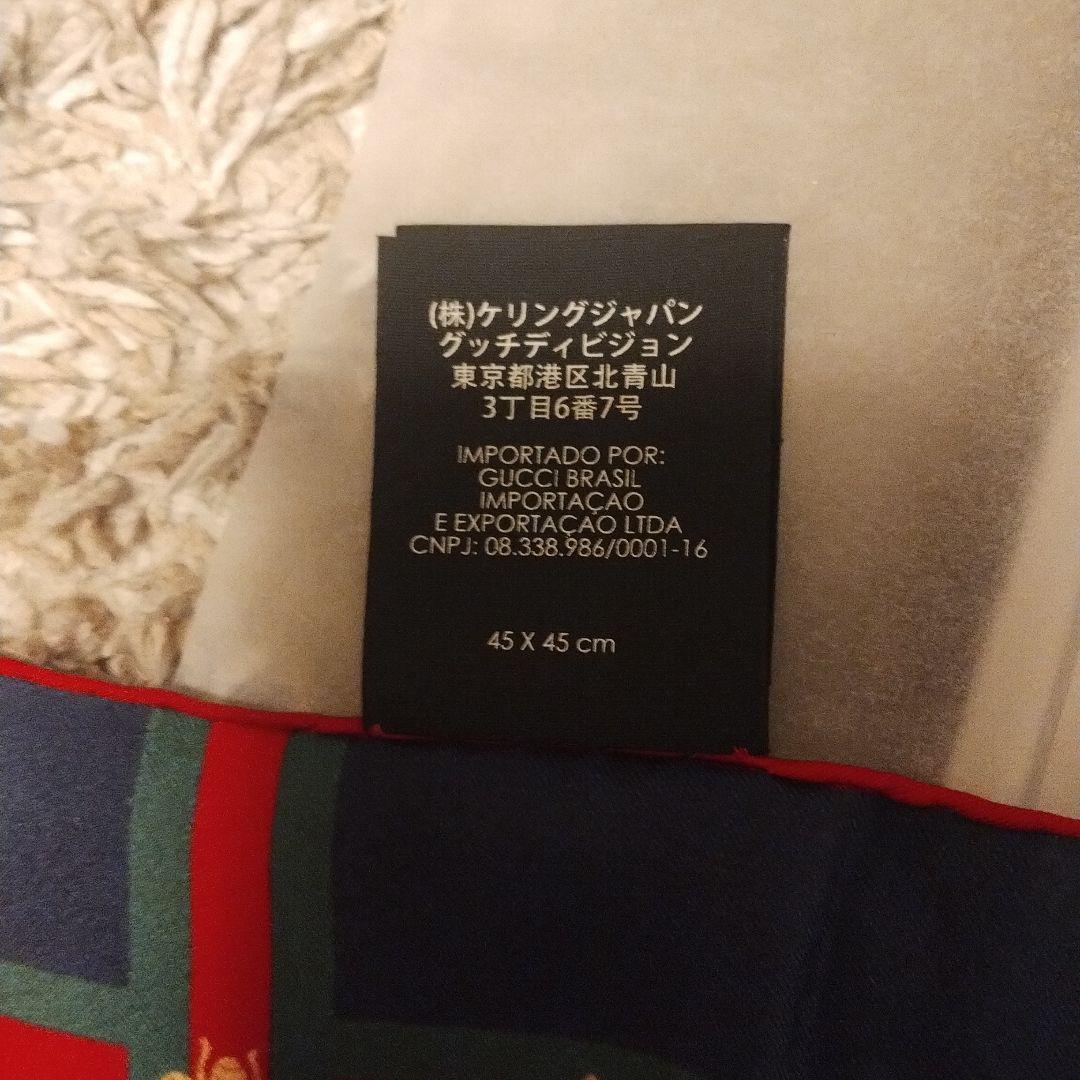 (株)ケリングジャパン
グッチディビジョン
東京都港区北青山
3丁目6番7号
IMPORTADO POR:
GUCCI BRASIL
IMPORTAÇAO
E EXPORTAÇAO LTDA
CNPJ: 08.338.986/0001-16
45 X 45 cm